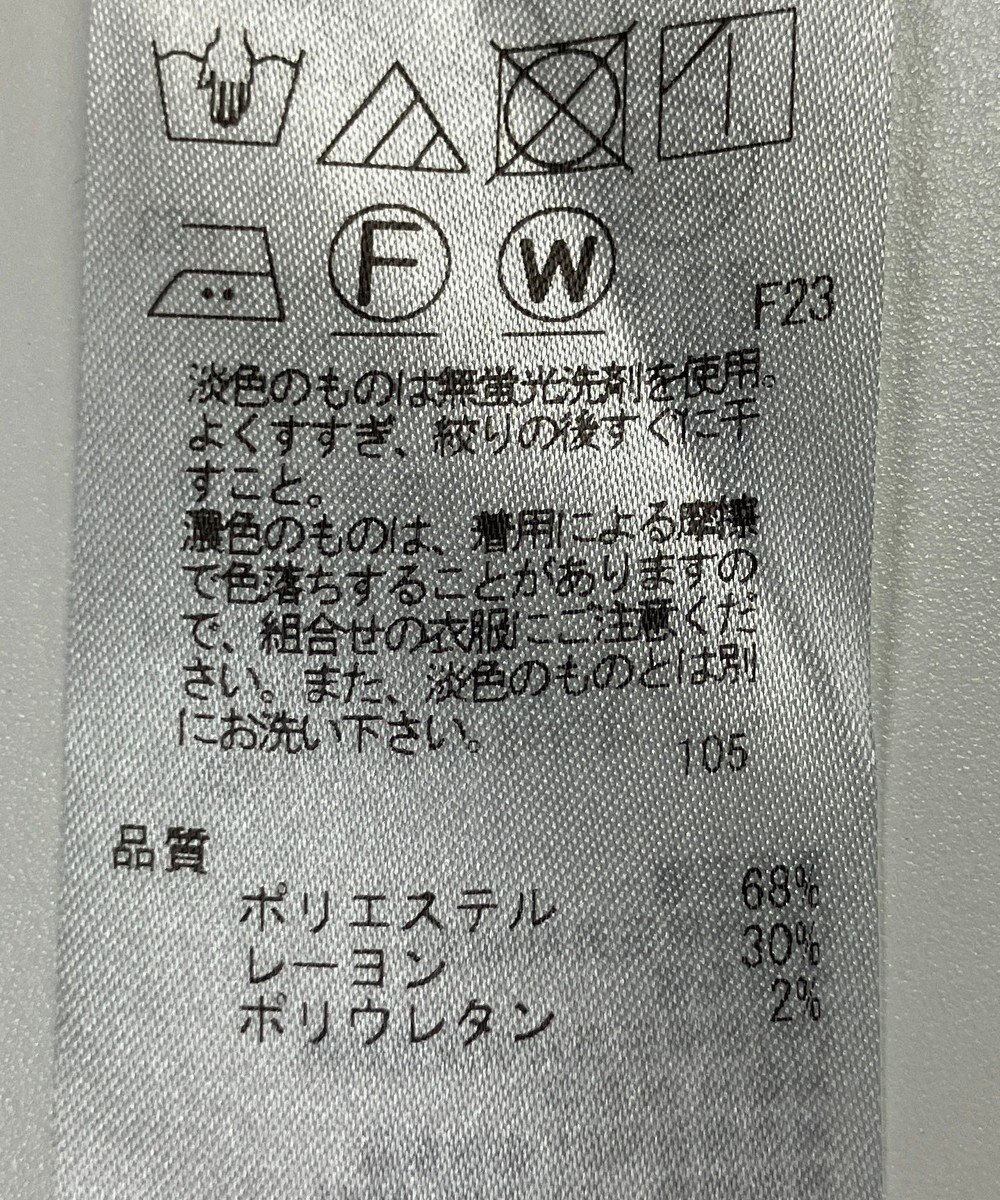 F W
F23
淡色のものは無蛍光洗剤を使用。
よくすすぎ、絞りの後すぐに干
すこと。
濃色のものは、着用による摩擦
で色落ちすることがありますの
で、組合せの衣服にご注意くだ
さい。また、淡色のものとは別
にお洗い下さい。
105
品質
ポリエステル 68%
レーヨン 30%
ポリウレタン 2%